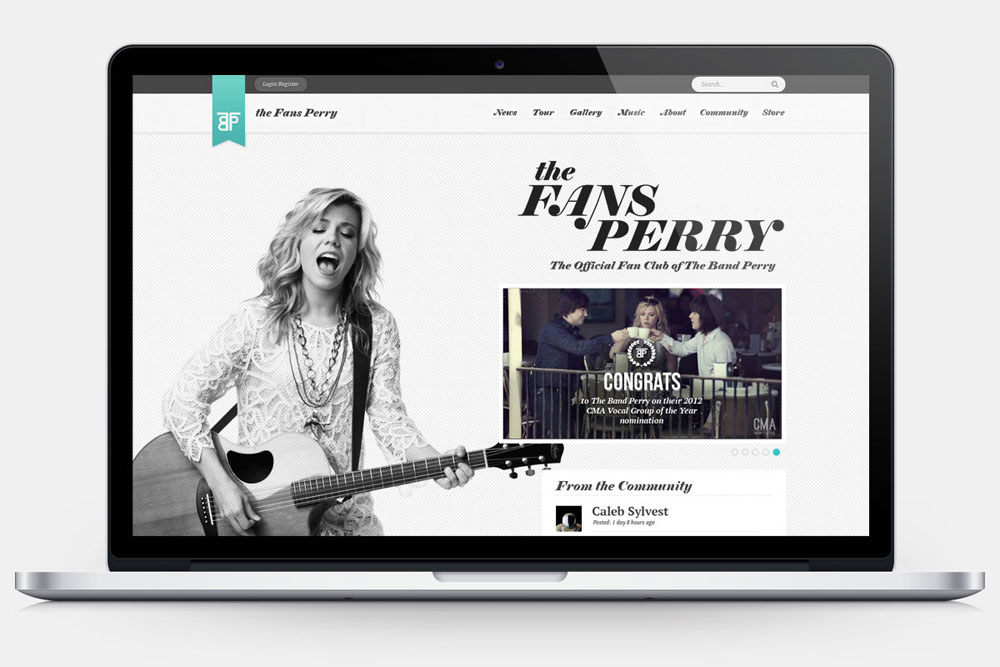 Login/Register
Search...
BP
the Fans Perry
News Tour Gallery Music About Community Store
the
FANS
PERRY
The Official Fan Club of The Band Perry
BP
CONGRATS
to The Band Perry on their 2012
CMA Vocal Group of the Year
nomination
CMA
From the Community
Caleb Sylvest
Posted: 1 day 8 hours ago